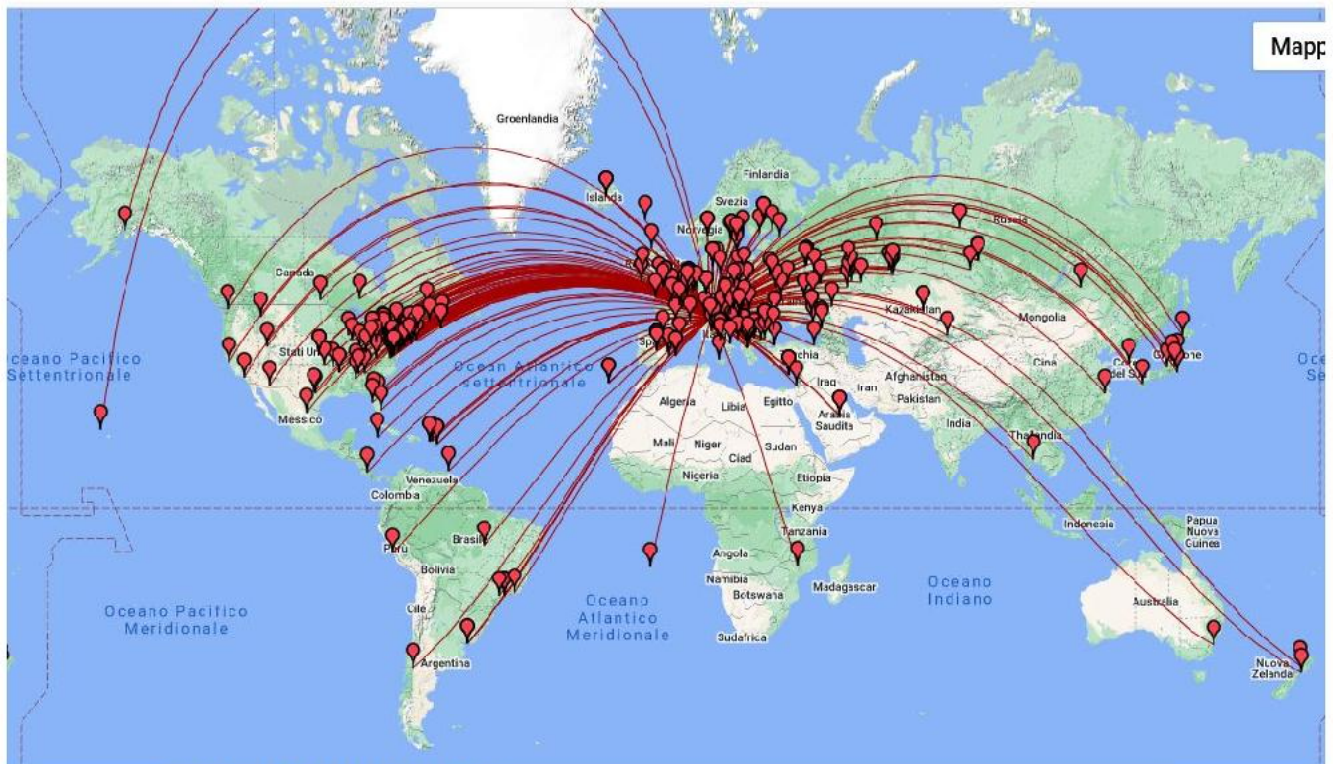 Mapp
Groenlandia
Finlandia
Islanda
Svezia
Norvegia
Russia
Canada
Kazakistan
Mongolia
Stati Un
Oceano Pacifico
Settentrionale
Ocean Atlantico
settentrionale
Cina
Iraq
Iran
Afghanistan
Pakistan
Algeria
Libia
Egitto
Arabia
Saudita
India
Messico
Mali
Niger
Sudan
Ciad
Thailandia
Nigeria
Etiopia
Venezuela
Colombia
Kenya
Tanzania
Indonesia
Papua
Nuova
Guinea
Brasile
Perù
Angola
Bolivia
Namibia
Botswana
Madagascar
Oceano
Indiano
Australia
Oceano Pacifico
Meridionale
Cile
Oceano
Atlantico
Meridionale
Sudafrica
Argentina
Nuova
Zelanda